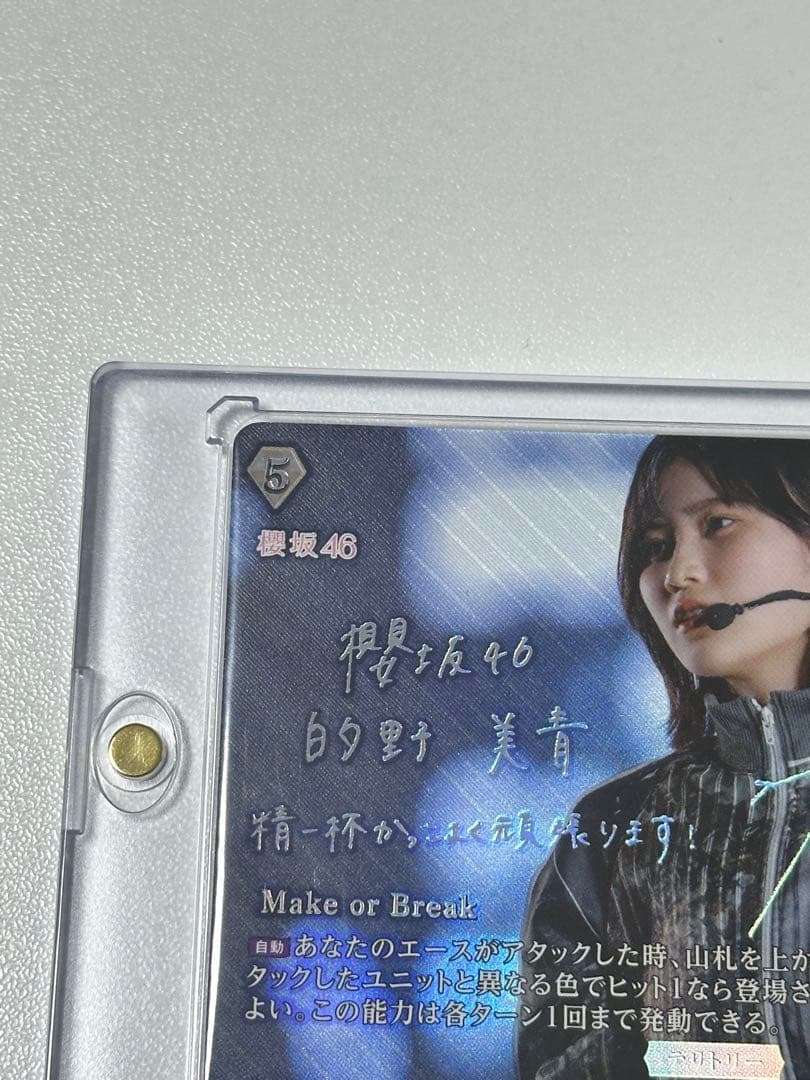 5
櫻坂46
櫻坂46
的野 美青
精一杯かっこよく頑張ります!
Make or Break
自動 あなたのエースがアタックした時、山札を上か
タックしたユニットと異なる色でヒット1なら登場さ
よい。この能力は各ターン1回まで発動できる。
テリトリー